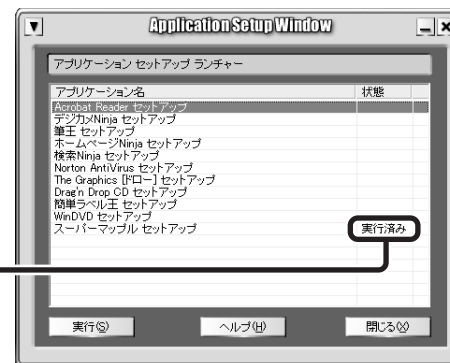 Application Setup Window
アプリケーション セットアップ ランチャー
アプリケーション名 状態
Acrobat Reader セットアップ
デジカメNinja セットアップ
筆王 セットアップ
ホームページNinja セットアップ
検索Ninja セットアップ
Norton AntiVirus セットアップ
The Graphics [ドロー] セットアップ
Drag'n Drop CD セットアップ
簡単ラベル王 セットアップ
WinDVD セットアップ
スーパーマップル セットアップ 実行済み
実行(S) ヘルプ(H) 閉じる(X)